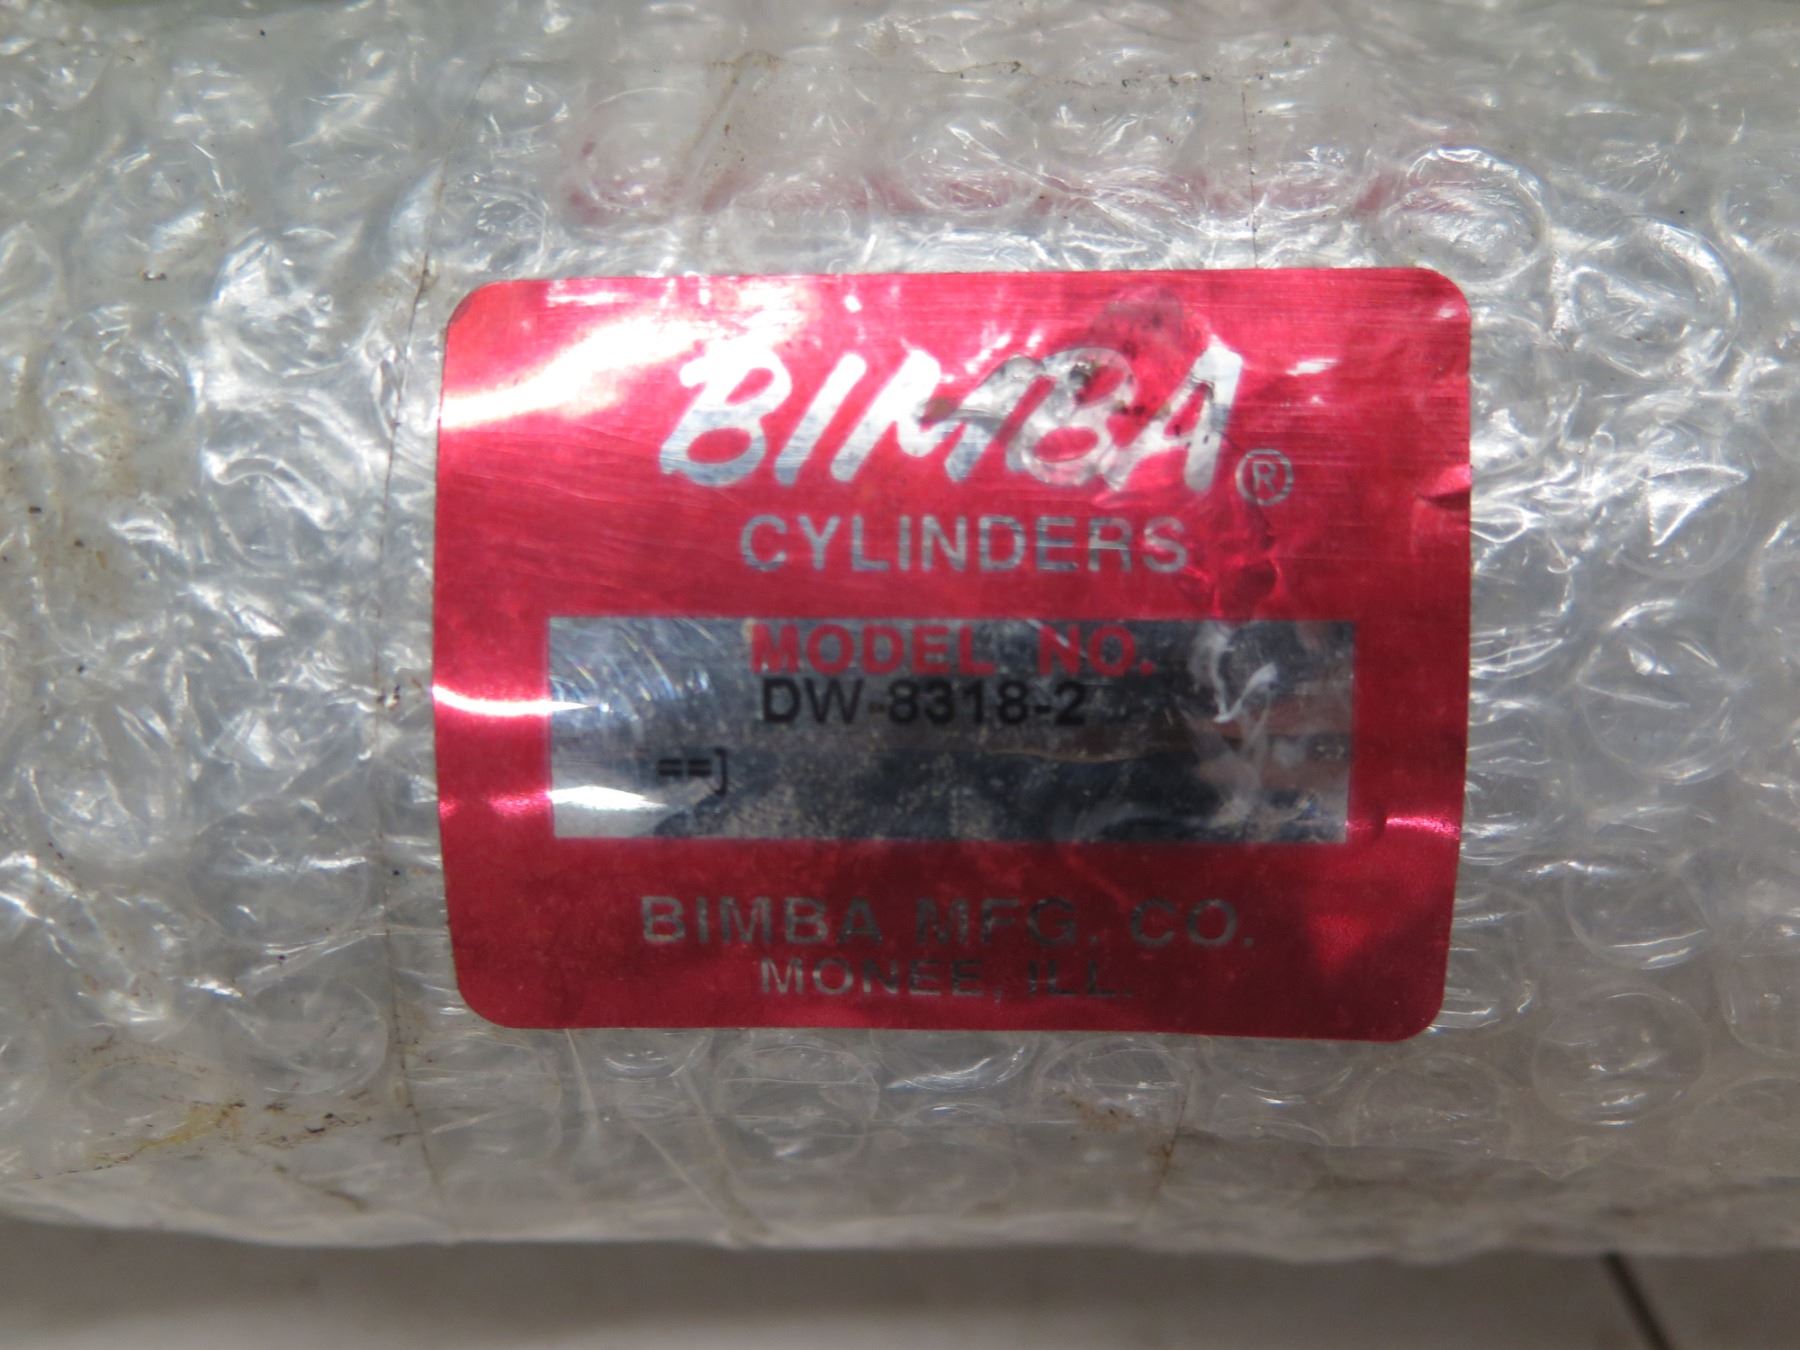 BIMBA®
CYLINDERS
MODEL NO.
DW-8318-2
==]
BIMBA MFG. CO.
MONEE, ILL.